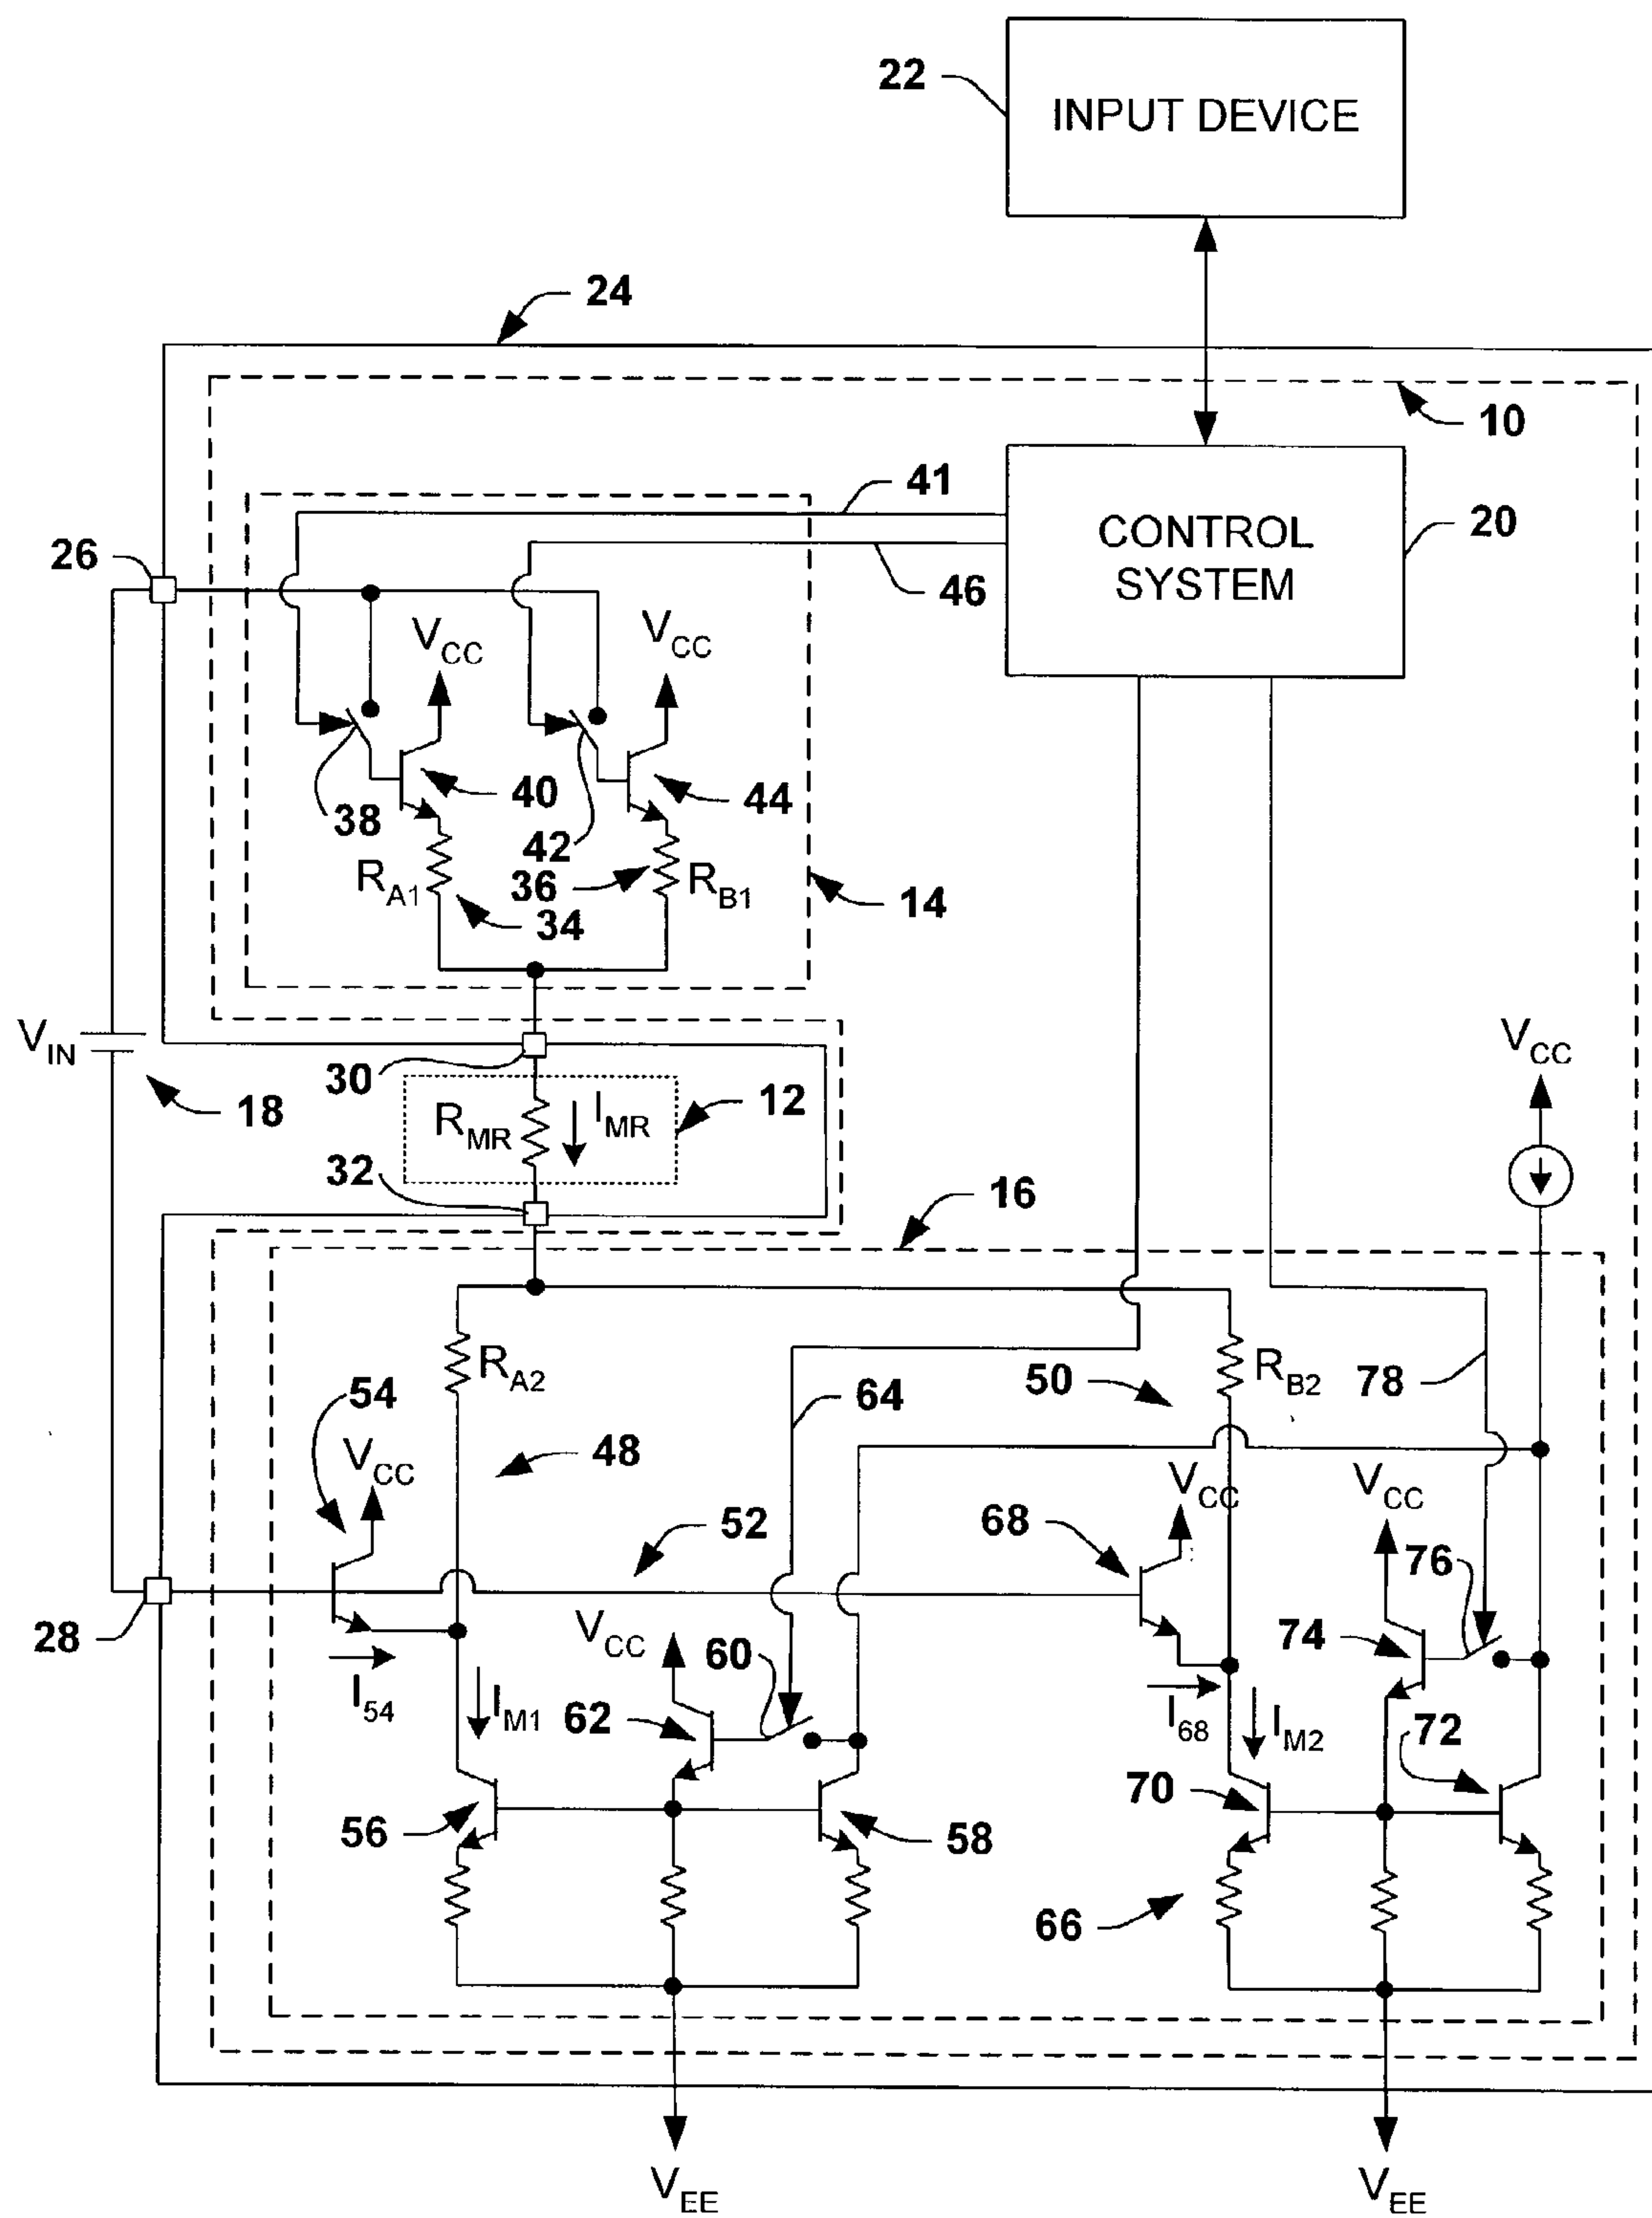 22
INPUT DEVICE
24
10
41
CONTROL
SYSTEM
20
26
46
VCC
VCC
40
44
38
42
RA1
36
RB1
14
34
VIN
VCC
30
18
12
RMR
IMR
32
16
RA2
RB2
54
50
78
64
VCC
48
VCC
VCC
52
68
76
28
VCC
60
74
I54
IM1
62
I68
IM2
72
56
70
58
66
VEE
VEE